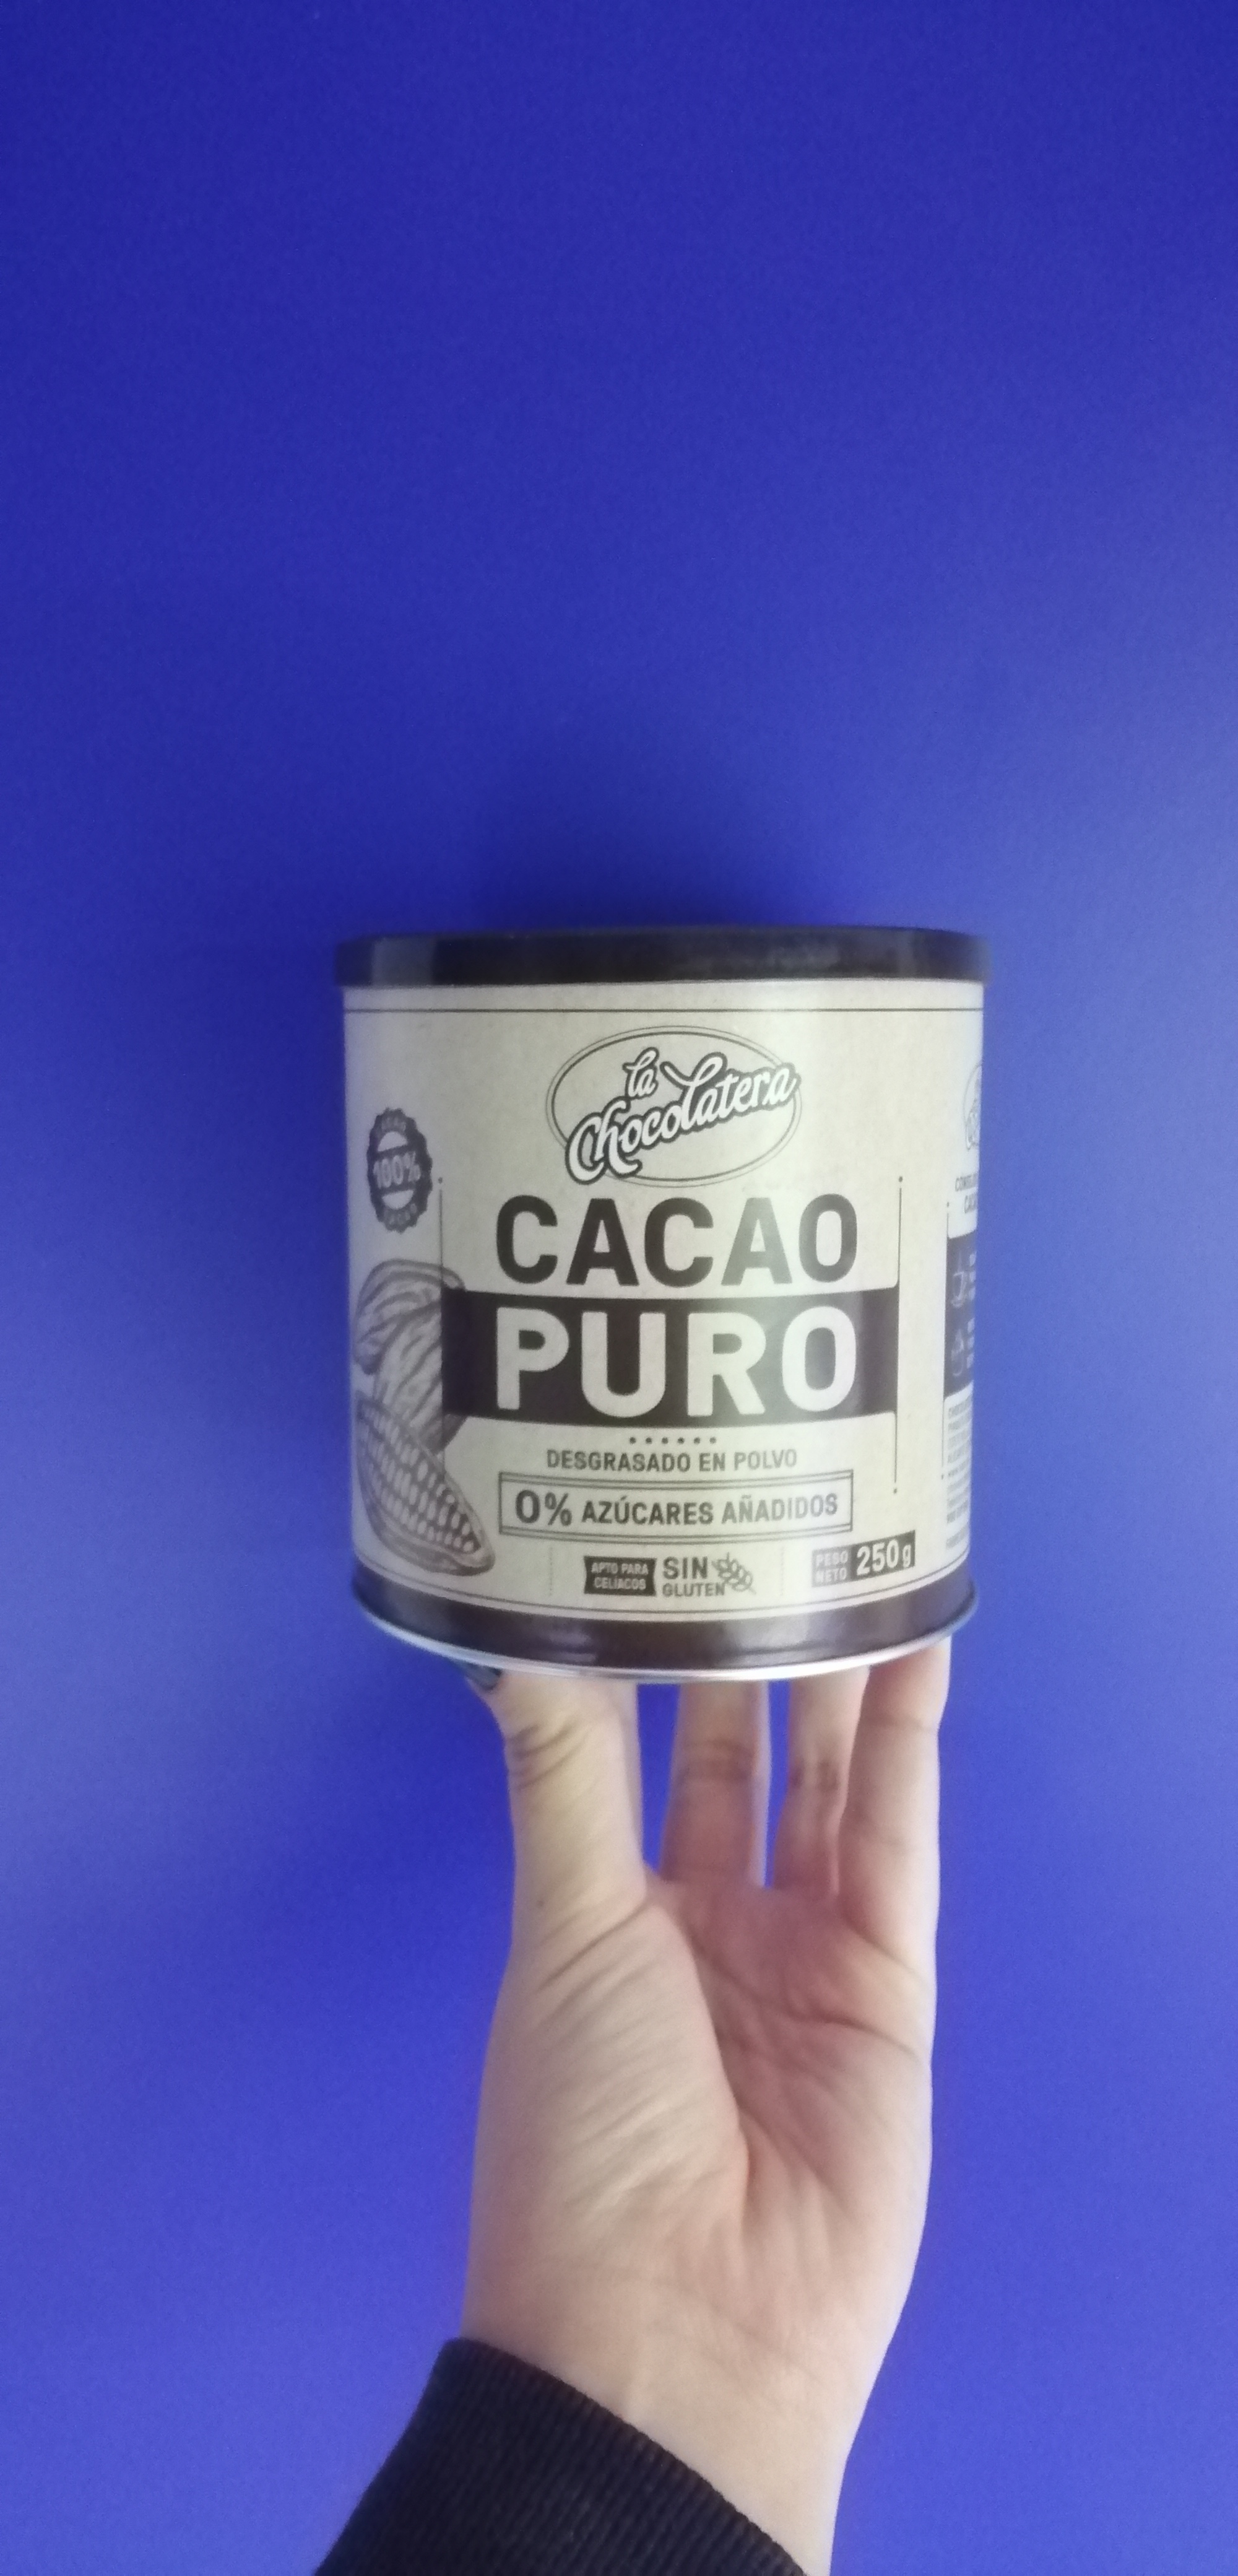 la
Chocolatera
100%
CACAO
PURO
DESGRASADO EN POLVO
0% AZÚCARES AÑADIDOS
APTO PARA
CELÍACOS
SIN
GLUTEN
PESO
NETO
250g